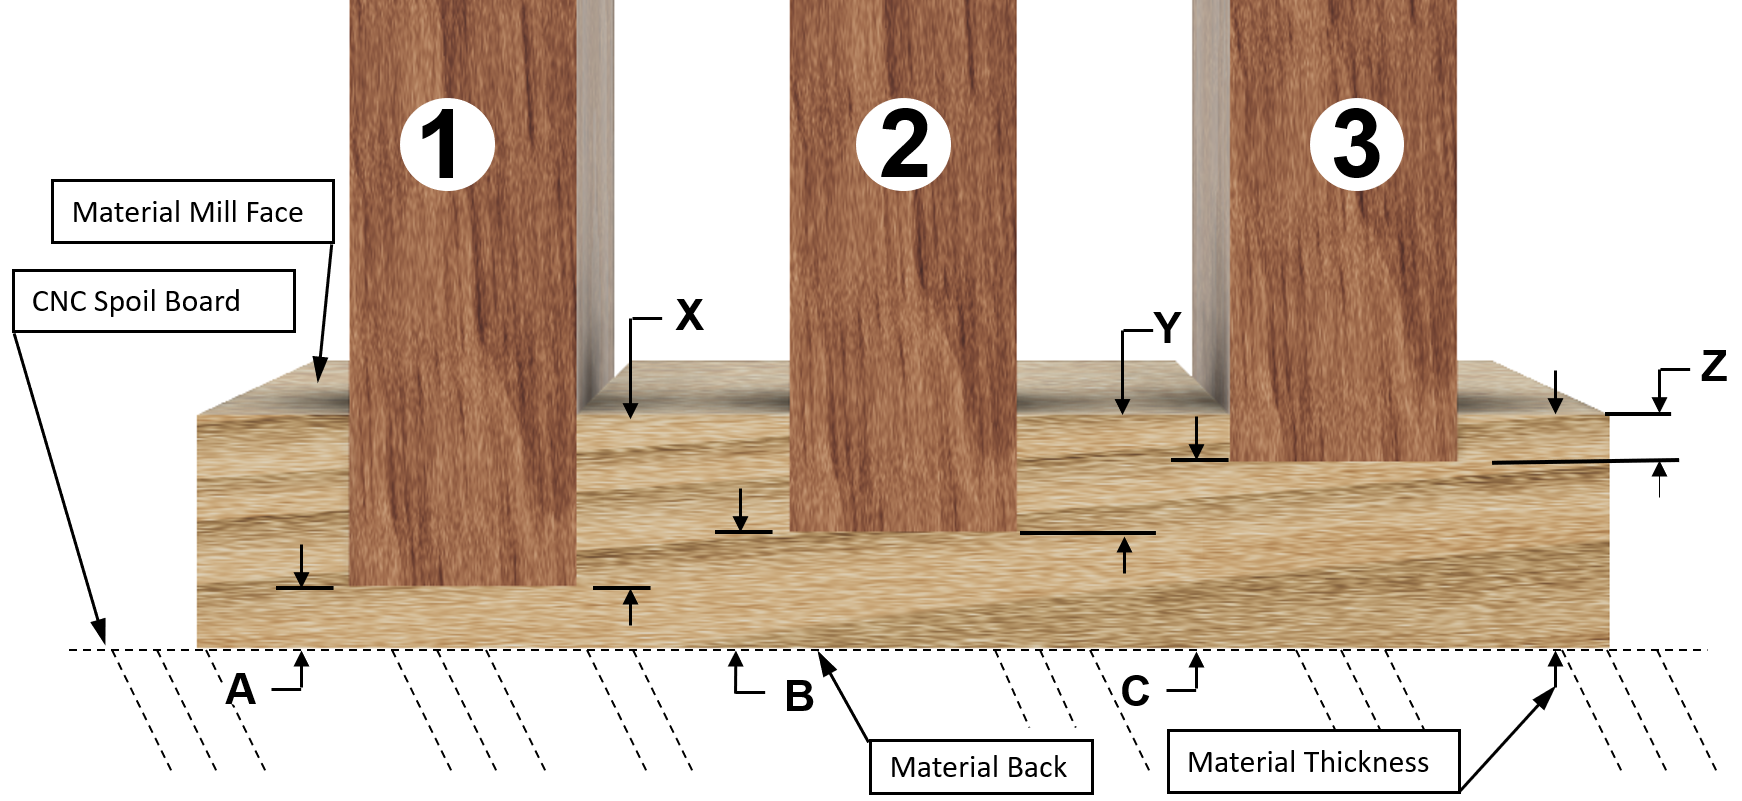 1
2
3
Material Mill Face
CNC Spoil Board
X
Y
Z
A
B
C
Material Back
Material Thickness